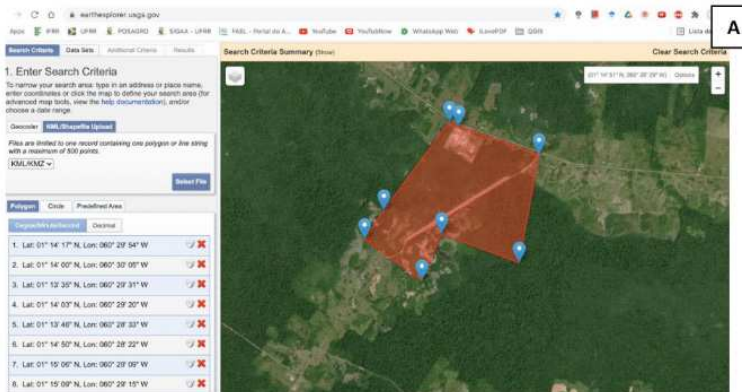 earthexplorer.usgs.gov
A
Apps IFRR UFRR POSAGRO SIGAA - UFRR PABL - Portal do A... YouTube YouTubNow WhatsApp Web iLovePDF QGIS Lista de
Search Criteria Data Sets Additional Criteria Results
Search Criteria Summary (Show) Clear Search Criteria
1. Enter Search Criteria
To narrow your search area: type in an address or place name,
enter coordinates or click the map to define your search area (for
advanced map tools, view the help documentation), and/or
choose a date range.
Geocoder KML/Shapefile Upload
Files are limited to one record containing one polygon or line string
with a maximum of 500 points.
KML/KMZ
Select File
Polygon Circle Predefined Area
Degree/Minute/Second Decimal
1. Lat: 01° 14' 17" N, Lon: 060° 29' 54" W
2. Lat: 01° 14' 00" N, Lon: 060° 30' 05" W
3. Lat: 01° 13' 35" N, Lon: 060° 29' 31" W
4. Lat: 01° 14' 03" N, Lon: 060° 29' 20" W
5. Lat: 01° 13' 46" N, Lon: 060° 28' 33" W
6. Lat: 01° 14' 50" N, Lon: 060° 28' 22" W
7. Lat: 01° 15' 06" N, Lon: 060° 29' 09" W
8. Lat: 01° 15' 09" N, Lon: 060° 29' 15" W
Options
+
-